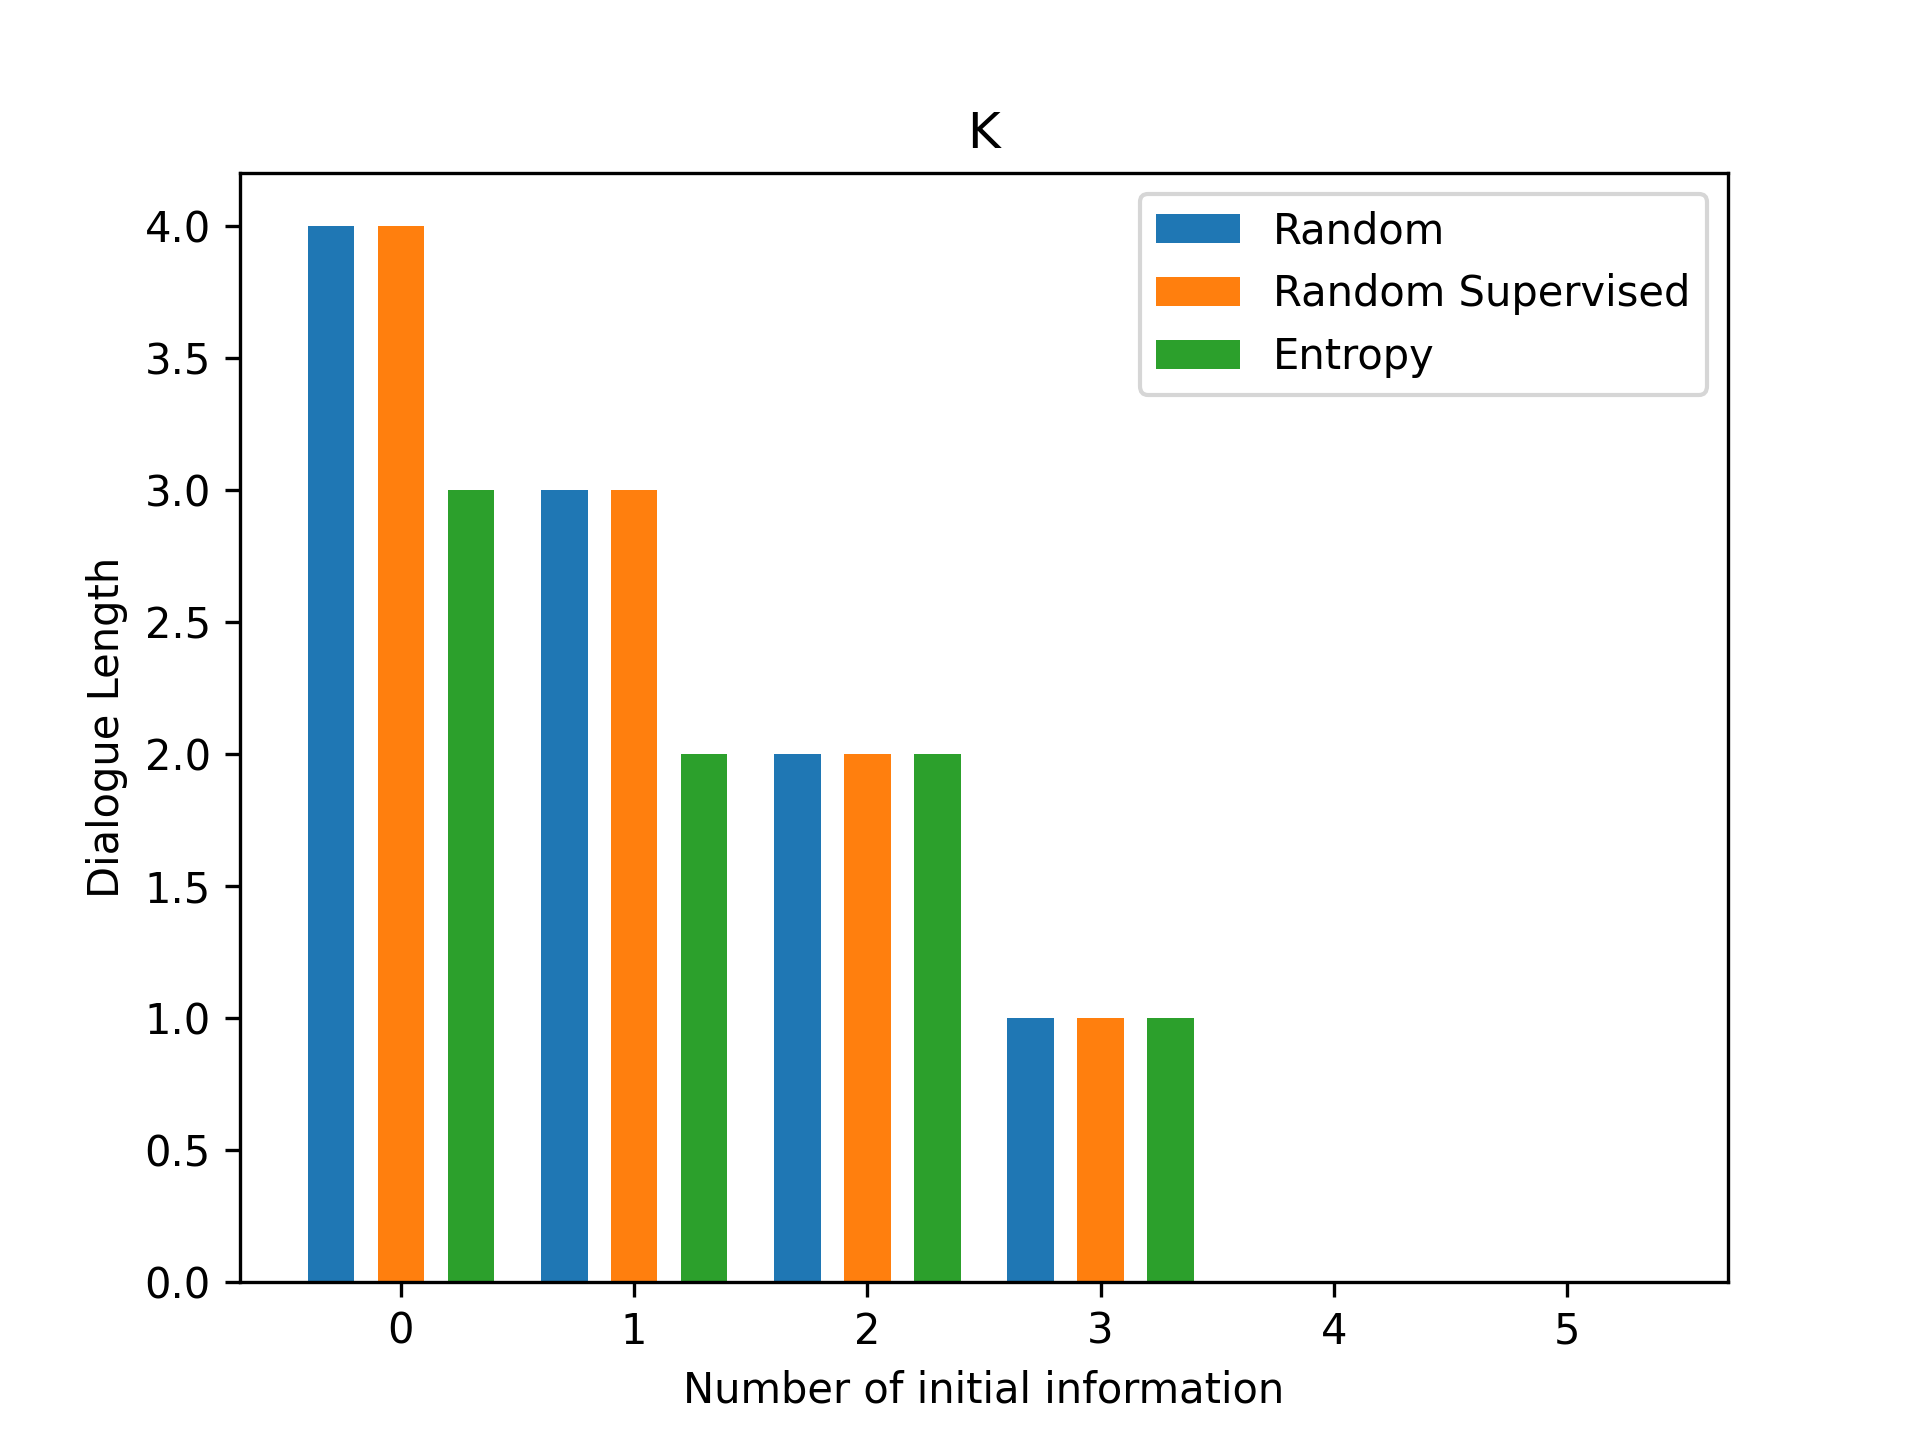 K
4.0
3.5
3.0
2.5
2.0
1.5
1.0
0.5
0.0
Dialogue Length
Random
Random Supervised
Entropy
0 1 2 3 4 5
Number of initial information